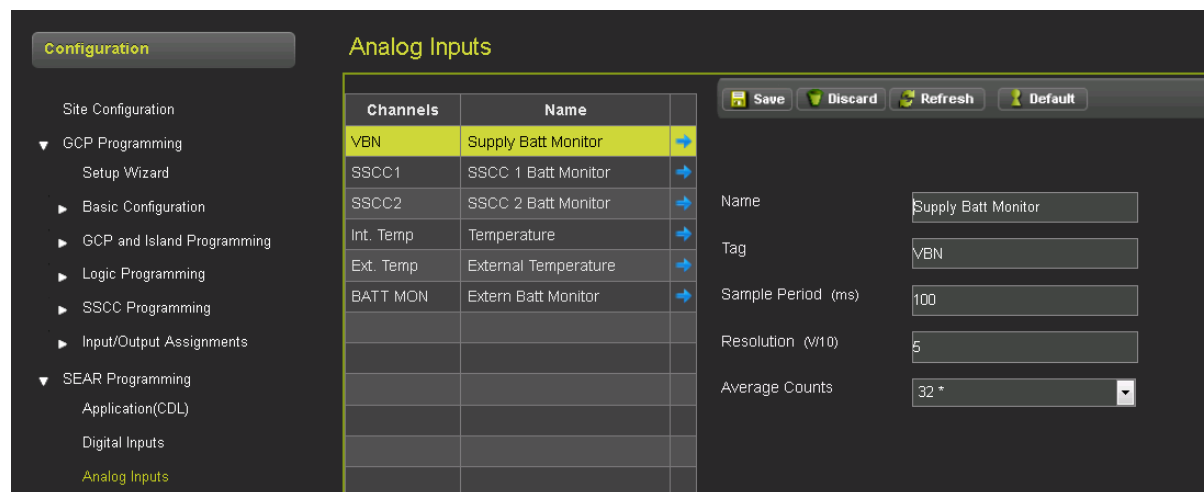 Configuration
Site Configuration
GCP Programming
Setup Wizard
Basic Configuration
GCP and Island Programming
Logic Programming
SSCC Programming
Input/Output Assignments
SEAR Programming
Application(CDL)
Digital Inputs
Analog Inputs
Analog Inputs
Channels Name
VBN Supply Batt Monitor
SSCC1 SSCC 1 Batt Monitor
SSCC2 SSCC 2 Batt Monitor
Int. Temp Temperature
Ext. Temp External Temperature
BATT MON Extern Batt Monitor
Save Discard Refresh Default
Name Supply Batt Monitor
Tag VBN
Sample Period (ms) 100
Resolution (V/10) 5
Average Counts 32 *